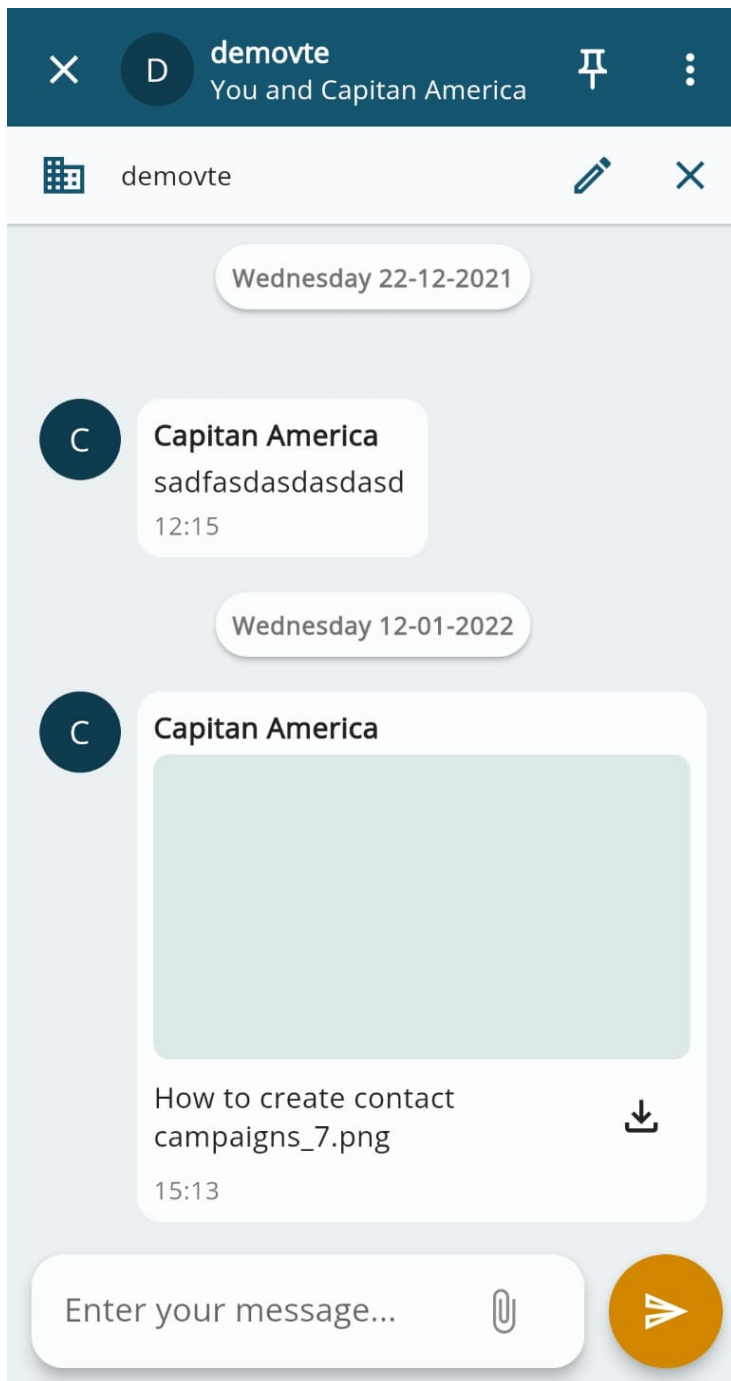 D
demovte
You and Capitan America
demovte
Wednesday 22-12-2021
C
Capitan America
sadfasdasdasdasd
12:15
Wednesday 12-01-2022
C
Capitan America
How to create contact
campaigns_7.png
15:13
Enter your message...